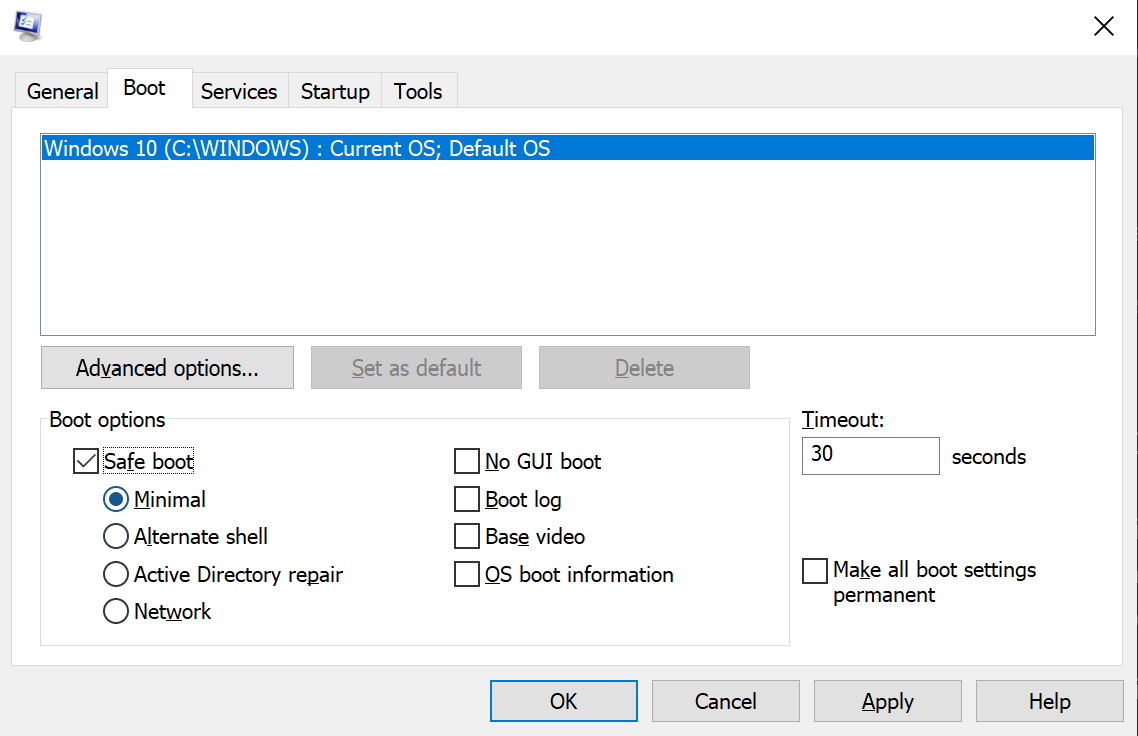 General Boot Services Startup Tools
Windows 10 (C:\WINDOWS) : Current OS; Default OS
Advanced options... Set as default Delete
Boot options
Safe boot
Minimal
Alternate shell
Active Directory repair
Network
No GUI boot
Boot log
Base video
OS boot information
Timeout:
30 seconds
Make all boot settings
permanent
OK Cancel Apply Help